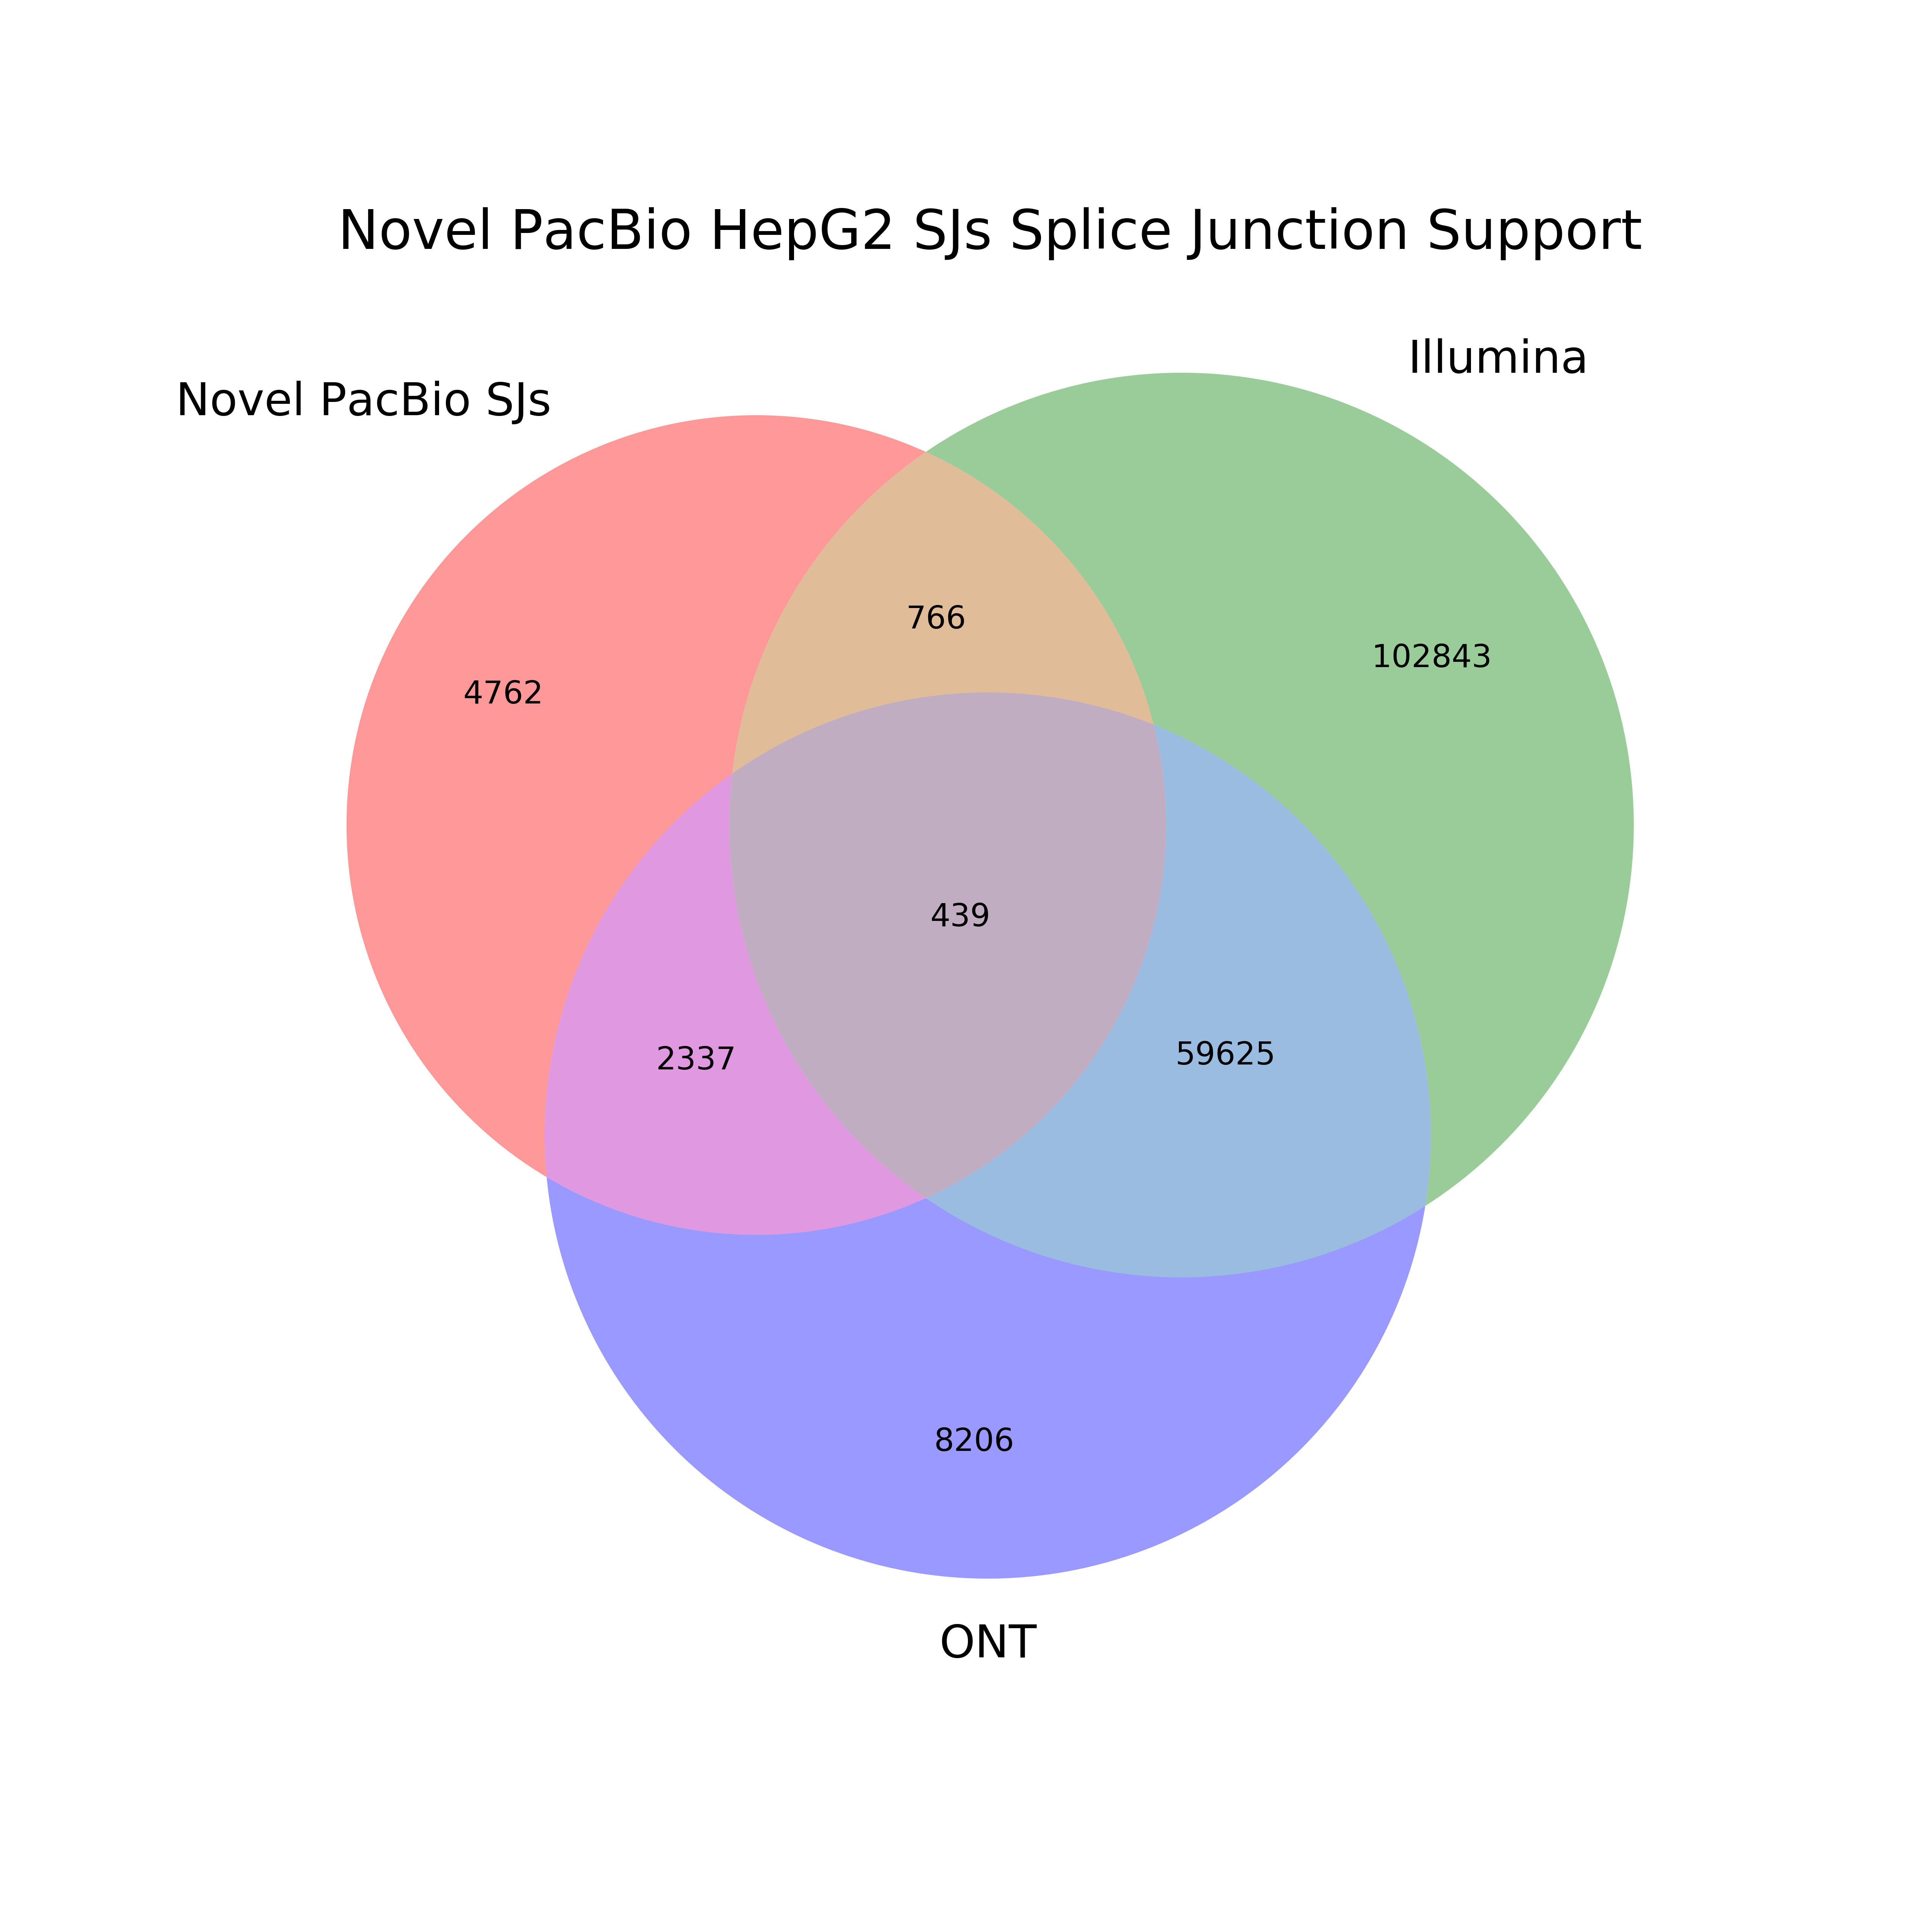 Novel PacBio HepG2 SJs Splice Junction Support
Illumina
Novel PacBio SJs
766
102843
4762
439
2337
59625
8206
ONT